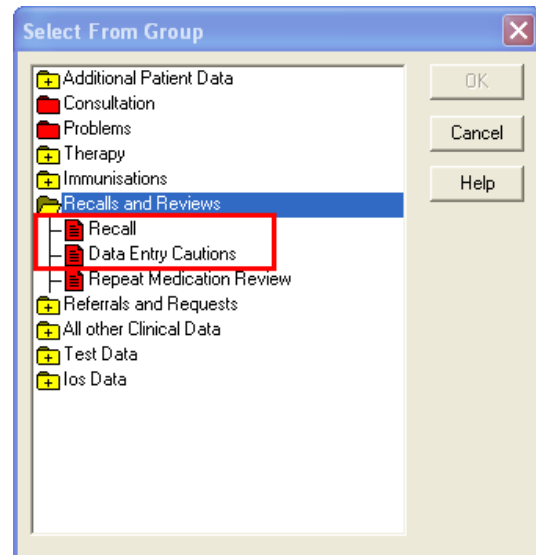 Select From Group
Additional Patient Data
Consultation
Problems
Therapy
Immunisations
Recalls and Reviews
Recall
Data Entry Cautions
Repeat Medication Review
Referrals and Requests
All other Clinical Data
Test Data
Ios Data
OK
Cancel
Help